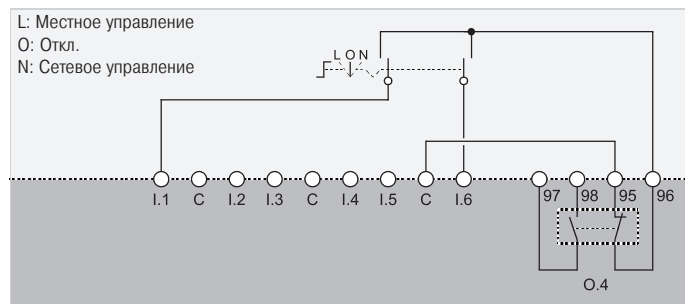 L: Местное управление
O: Откл.
N: Сетевое управление
L O N
I.1 C I.2 I.3 C I.4 I.5 C I.6 97 98 95 96
O.4